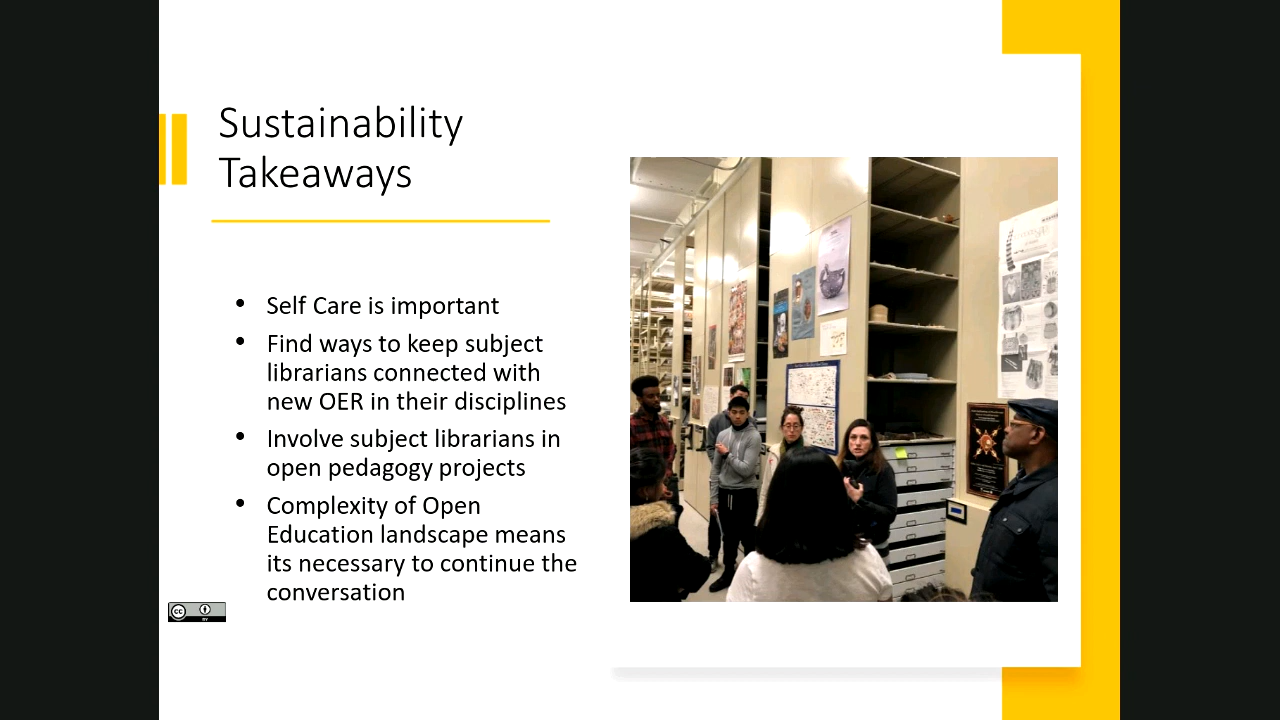 Sustainability
Takeaways
• Self Care is important
• Find ways to keep subject
librarians connected with
new OER in their disciplines
• Involve subject librarians in
open pedagogy projects
• Complexity of Open
Education landscape means
its necessary to continue the
conversation
cc
BY